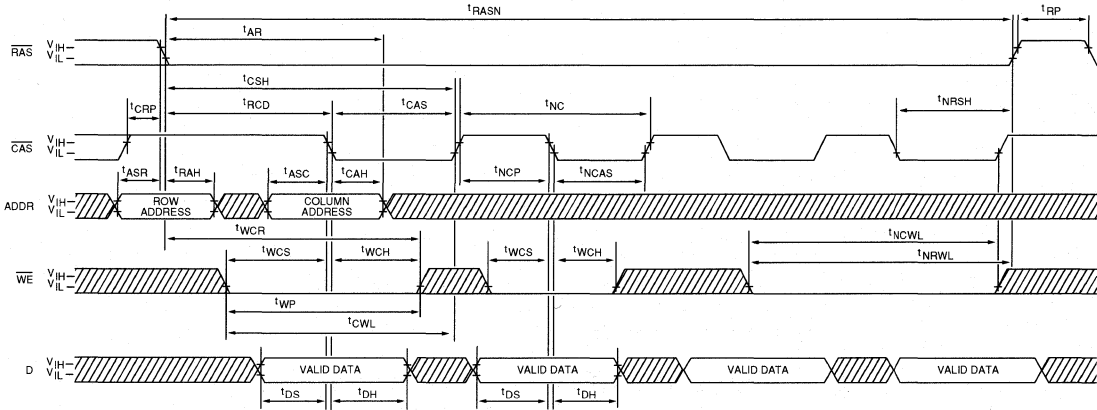 tRASN tRP
tAR
RAS VIH VIL
tCSH
tRCD tCAS tNC tNRSH
tCRP
CAS VIH VIL
tASR tRAH tASC tCAH tNCP tNCAS
ADDR VIH VIL ROW ADDRESS COLUMN ADDRESS
tWCR tNCWL
tWCS tWCH tWCS tWCH tNRWL
WE VIH VIL
tWP
tCWL
D VIH VIL VALID DATA VALID DATA VALID DATA VALID DATA
tDS tDH tDS tDH